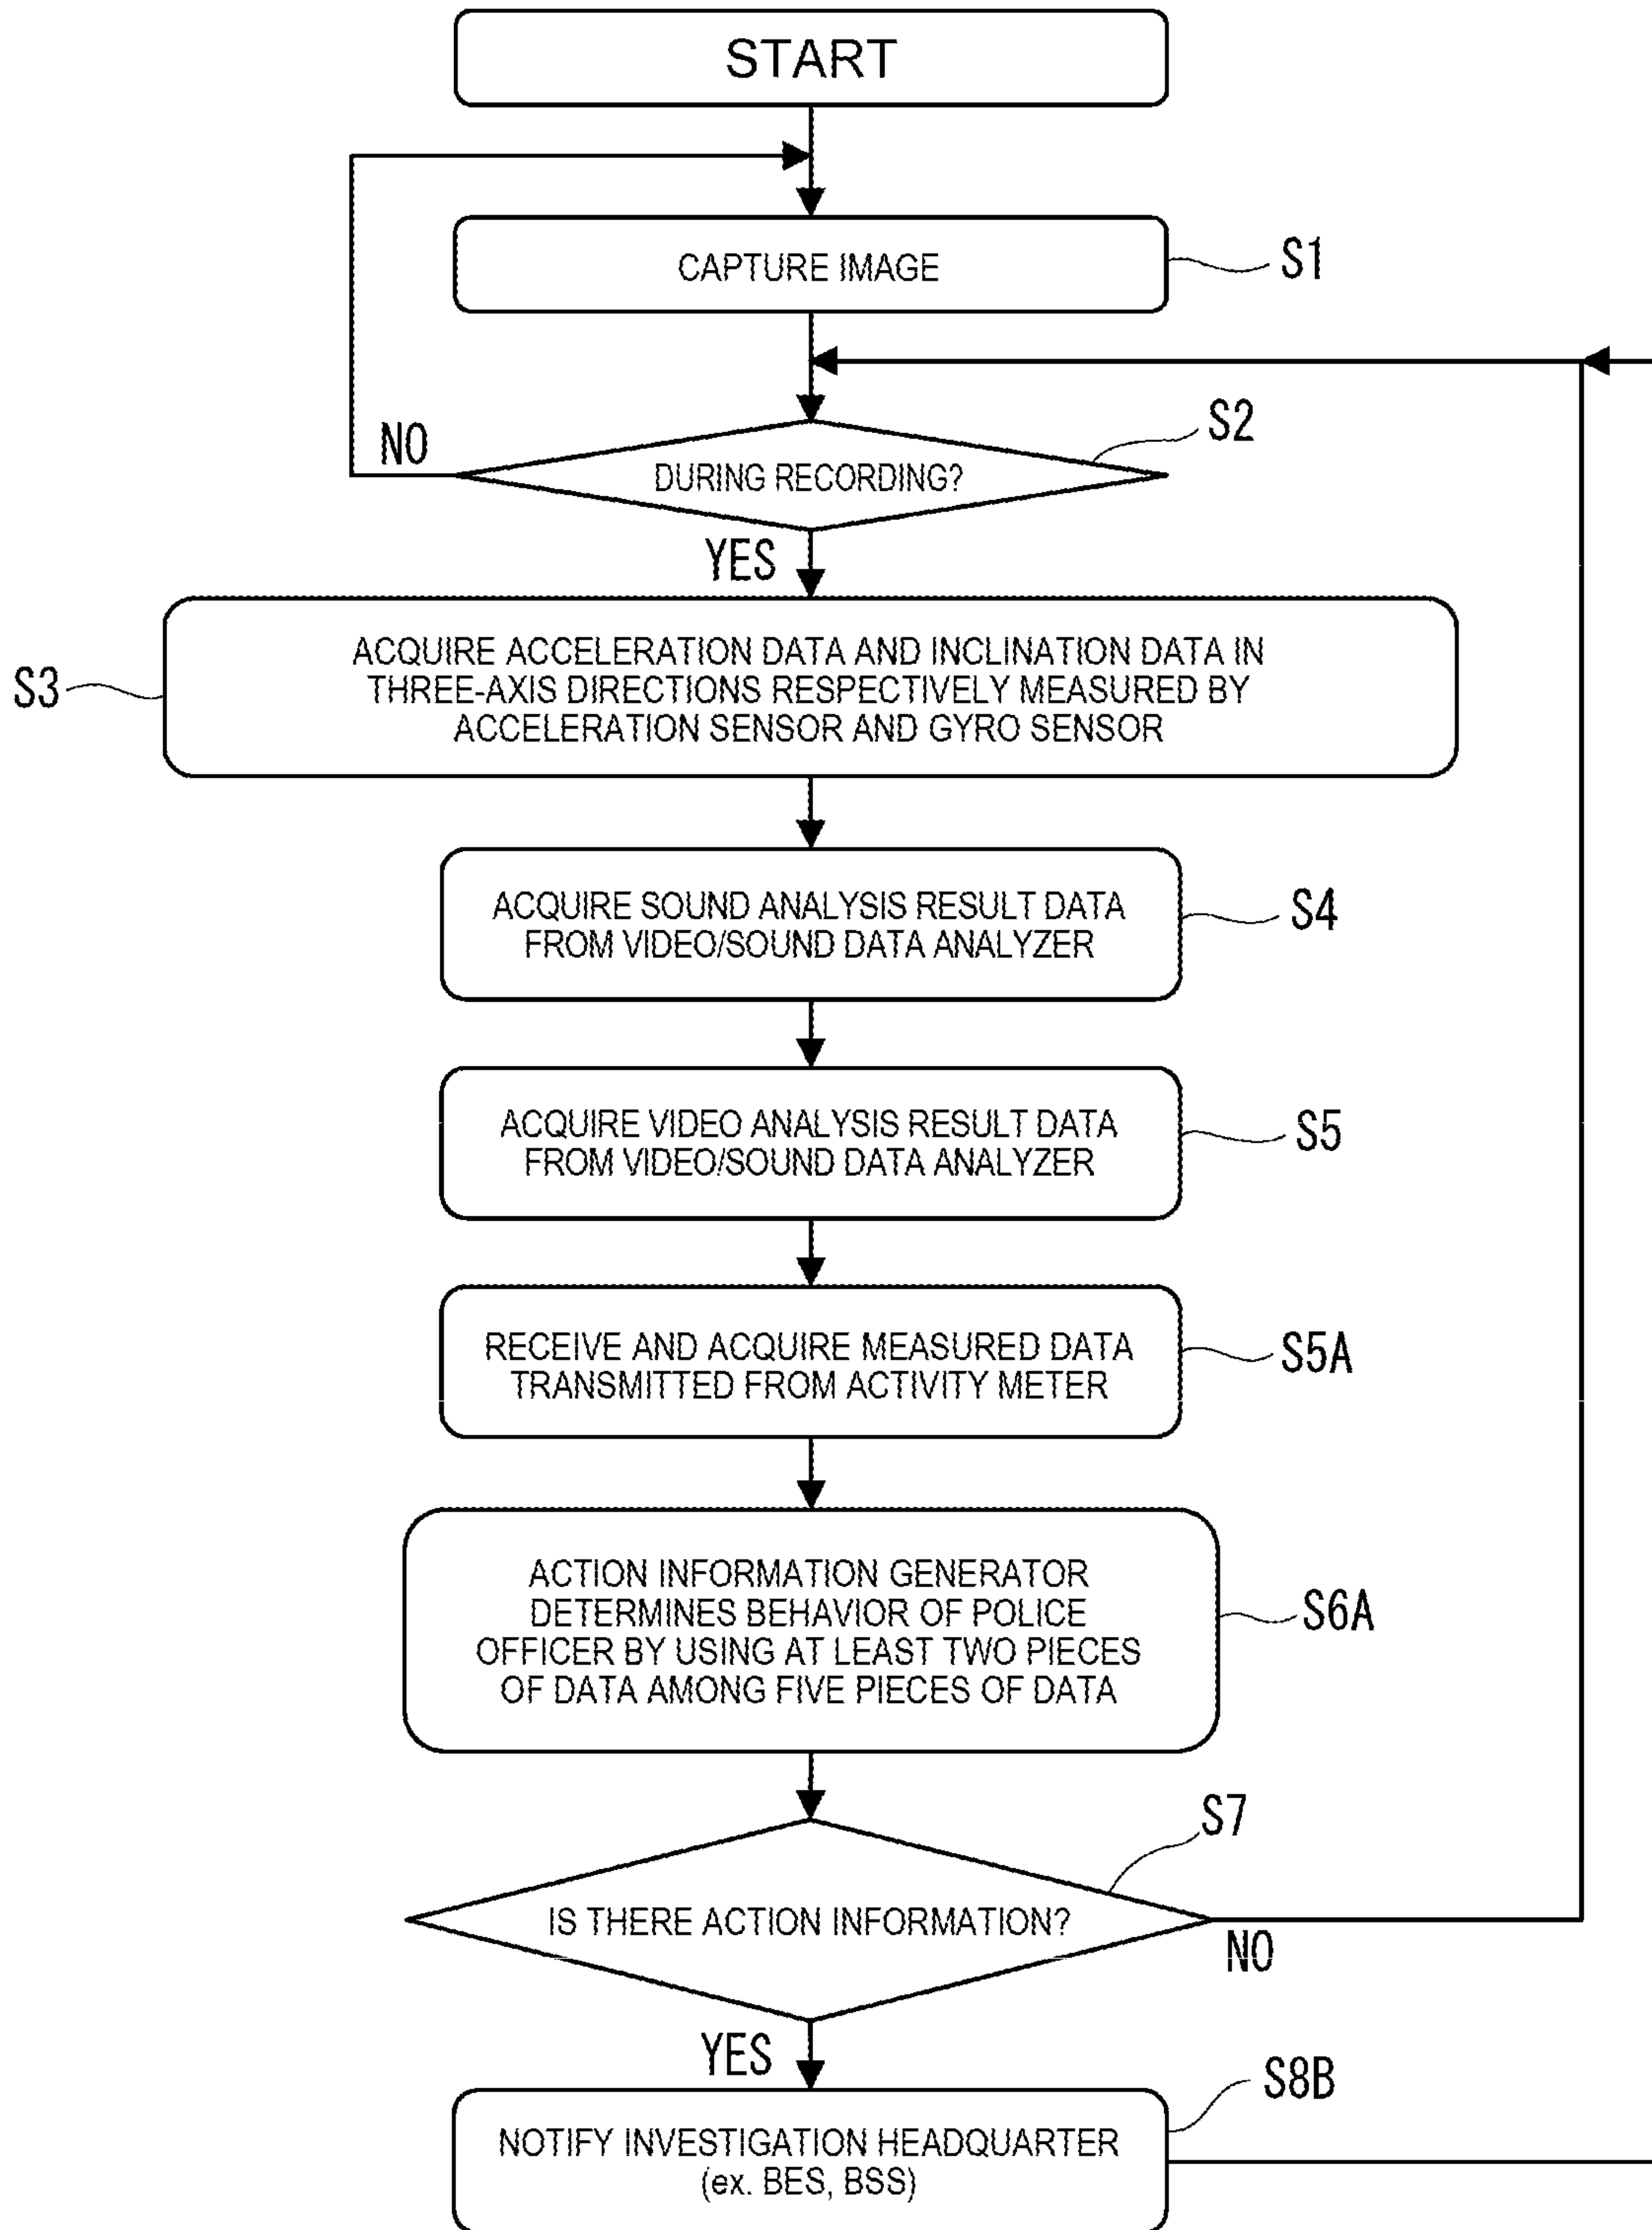 START
CAPTURE IMAGE
S1
S2
NO
DURING RECORDING?
YES
S3
ACQUIRE ACCELERATION DATA AND INCLINATION DATA IN
THREE-AXIS DIRECTIONS RESPECTIVELY MEASURED BY
ACCELERATION SENSOR AND GYRO SENSOR
ACQUIRE SOUND ANALYSIS RESULT DATA
FROM VIDEO/SOUND DATA ANALYZER
S4
ACQUIRE VIDEO ANALYSIS RESULT DATA
FROM VIDEO/SOUND DATA ANALYZER
S5
RECEIVE AND ACQUIRE MEASURED DATA
TRANSMITTED FROM ACTIVITY METER
S5A
ACTION INFORMATION GENERATOR
DETERMINES BEHAVIOR OF POLICE
OFFICER BY USING AT LEAST TWO PIECES
OF DATA AMONG FIVE PIECES OF DATA
S6A
S7
IS THERE ACTION INFORMATION?
NO
YES
S8B
NOTIFY INVESTIGATION HEADQUARTER
(ex. BES, BSS)